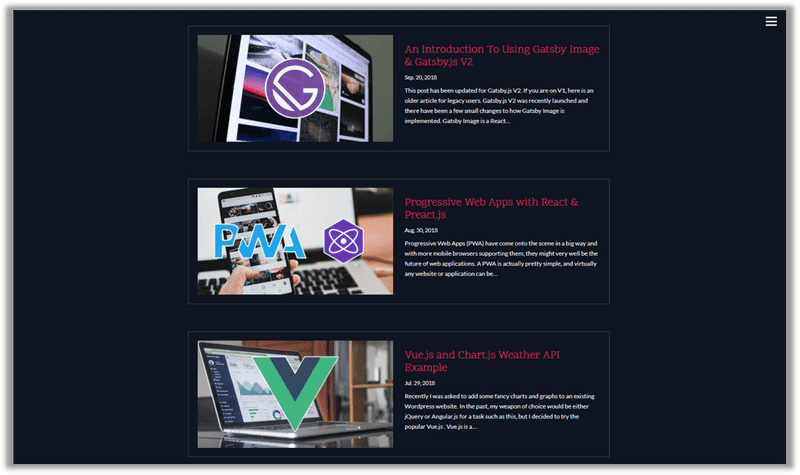 An Introduction To Using Gatsby Image
& Gatsby.js V2
Sep. 20, 2018
This post has been updated for Gatsby.js V2. If you are on V1, here is an
older article for legacy users. Gatsby.js V2 was recently launched and
there have been a few small changes to how Gatsby Image is
implemented. Gatsby Image is a React...
PWA
Progressive Web Apps with React &
Preact.js
Aug. 30, 2018
Progressive Web Apps (PWA) have come onto the scene in a big way and
with more mobile browsers supporting them, they might very well be the
future of web applications. A PWA is actually pretty simple, and virtually
any website or application can be...
Vue.js and Chart.js Weather API
Example
Jul. 29, 2018
Recently I was asked to add some fancy charts and graphs to an existing
Wordpress website. In the past, my weapon of choice would be either
jQuery or Angular.js for a task such as this, but I decided to try the
popular Vue.js . Vue.js is a...